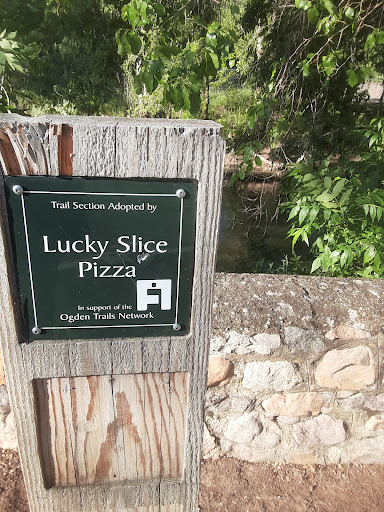 Trail Section Adopted by
Lucky Slice
Pizza
In support of the
Ogden Trails Network